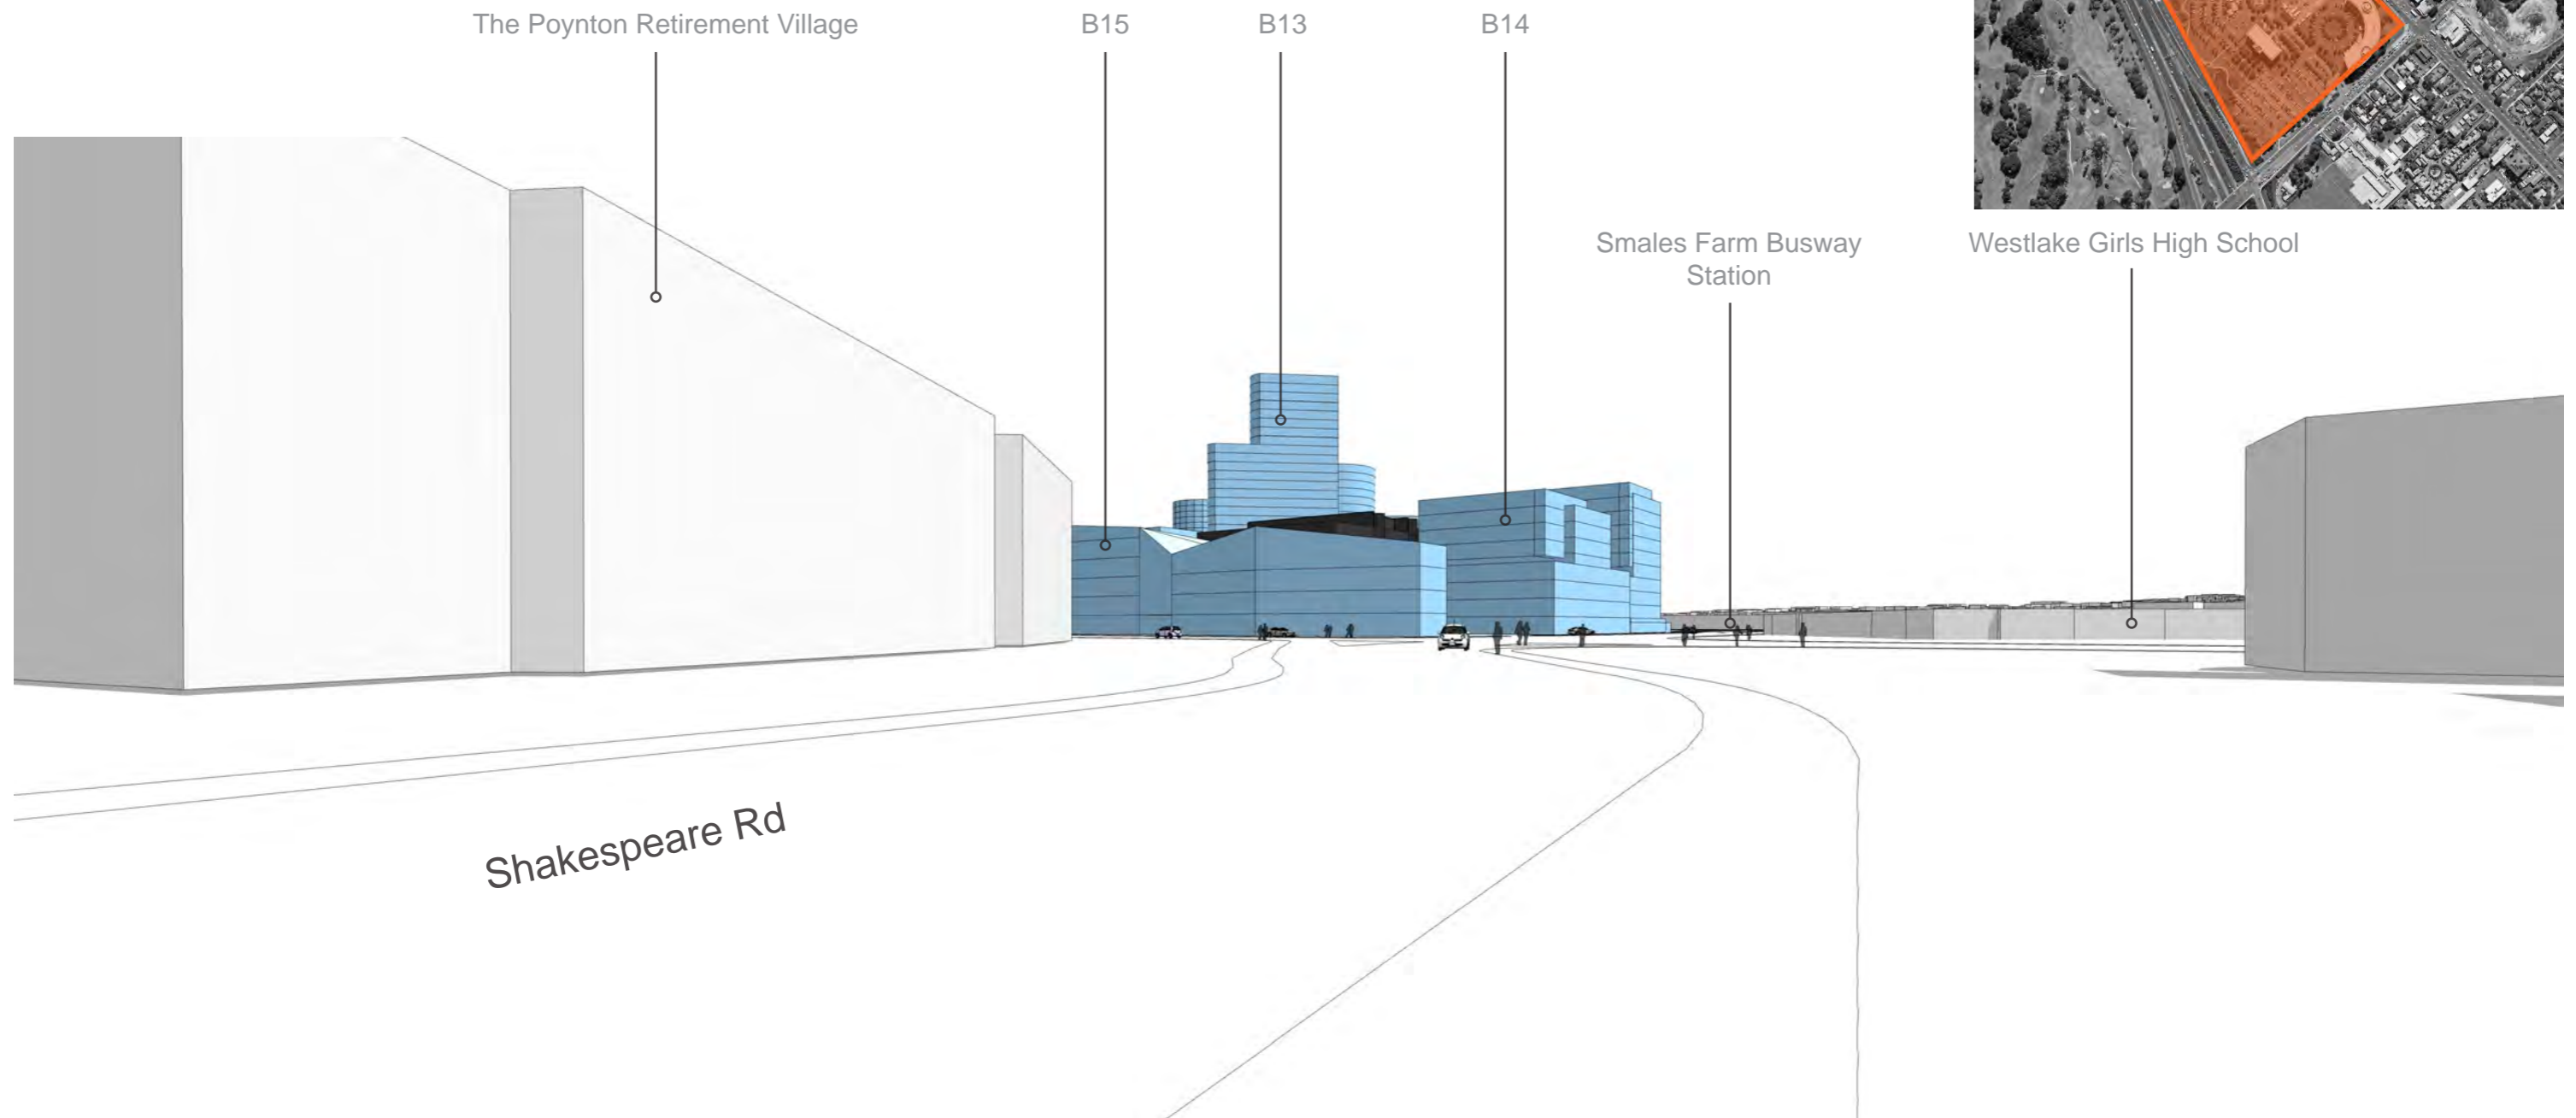 The Poynton Retirement Village
B15
B13
B14
Smales Farm Busway
Station
Westlake Girls High School
Shakespeare Rd